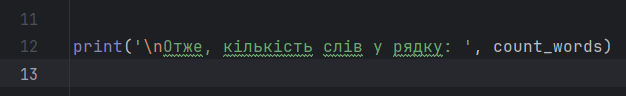 11
12 print('\nОтже, кількість слів у рядку: ', count_words)
13